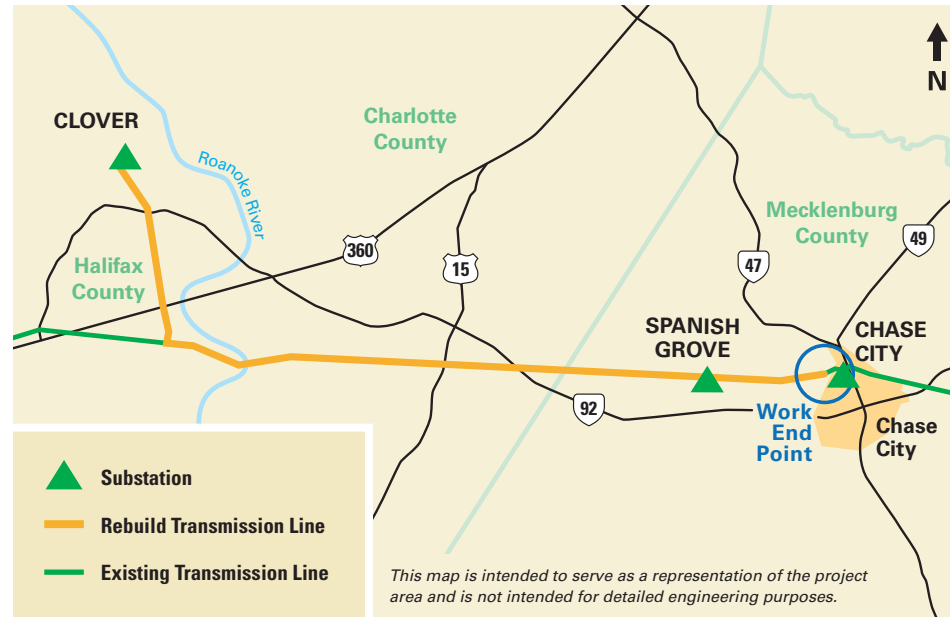 N
CLOVER
Roanoke River
Charlotte
County
Halifax
County
360
15
47
Mecklenburg
County
49
SPANISH
GROVE
CHASE
CITY
92
Work
End
Point
Chase
City
Substation
Rebuild Transmission Line
Existing Transmission Line
This map is intended to serve as a representation of the project
area and is not intended for detailed engineering purposes.